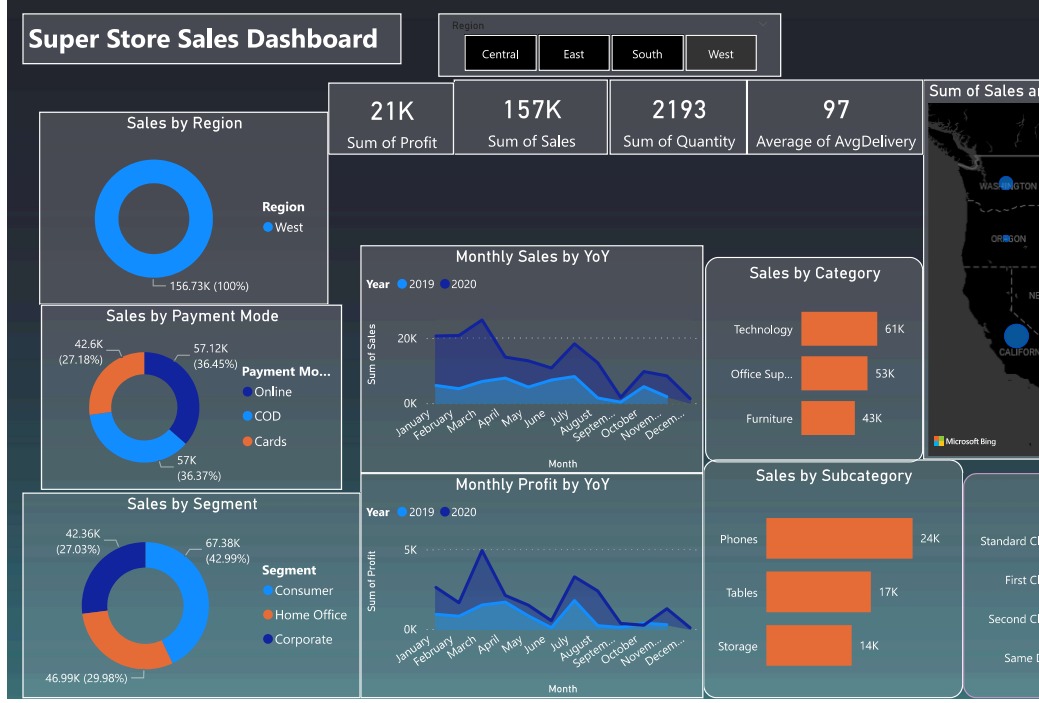 Super Store Sales Dashboard
Region
Central
East
South
West
21K
Sum of Profit
157K
Sum of Sales
2193
Sum of Quantity
97
Average of AvgDelivery
Sum of Sales a
WASHINGTON
OREGON
NE
CALIFORN
Microsoft Bing
Sales by Region
Region
West
156.73K (100%)
Sales by Payment Mode
42.6K
(27.18%)
57.12K
(36.45%)
57K
(36.37%)
Payment Mo...
Online
COD
Cards
Sales by Segment
42.36K
(27.03%)
67.38K
(42.99%)
46.99K (29.98%)
Segment
Consumer
Home Office
Corporate
Monthly Sales by YoY
Year 2019 2020
Sum of Sales
20K
0K
January
February
March
April
May
June
July
August
Septem...
October
Novem...
Decem...
Month
Monthly Profit by YoY
Year 2019 2020
Sum of Profit
5K
0K
January
February
March
April
May
June
July
August
Septem...
October
Novem...
Decem...
Month
Sales by Category
Technology 61K
Office Sup... 53K
Furniture 43K
Sales by Subcategory
Phones 24K
Tables 17K
Storage 14K
Standard Cl
First Cl
Second Cl
Same D